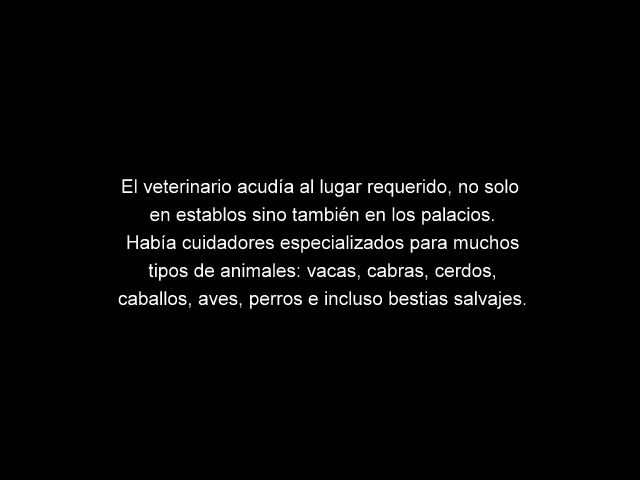 El veterinario acudía al lugar requerido, no solo
en establos sino también en los palacios.
Había cuidadores especializados para muchos
tipos de animales: vacas, cabras, cerdos,
caballos, aves, perros e incluso bestias salvajes.